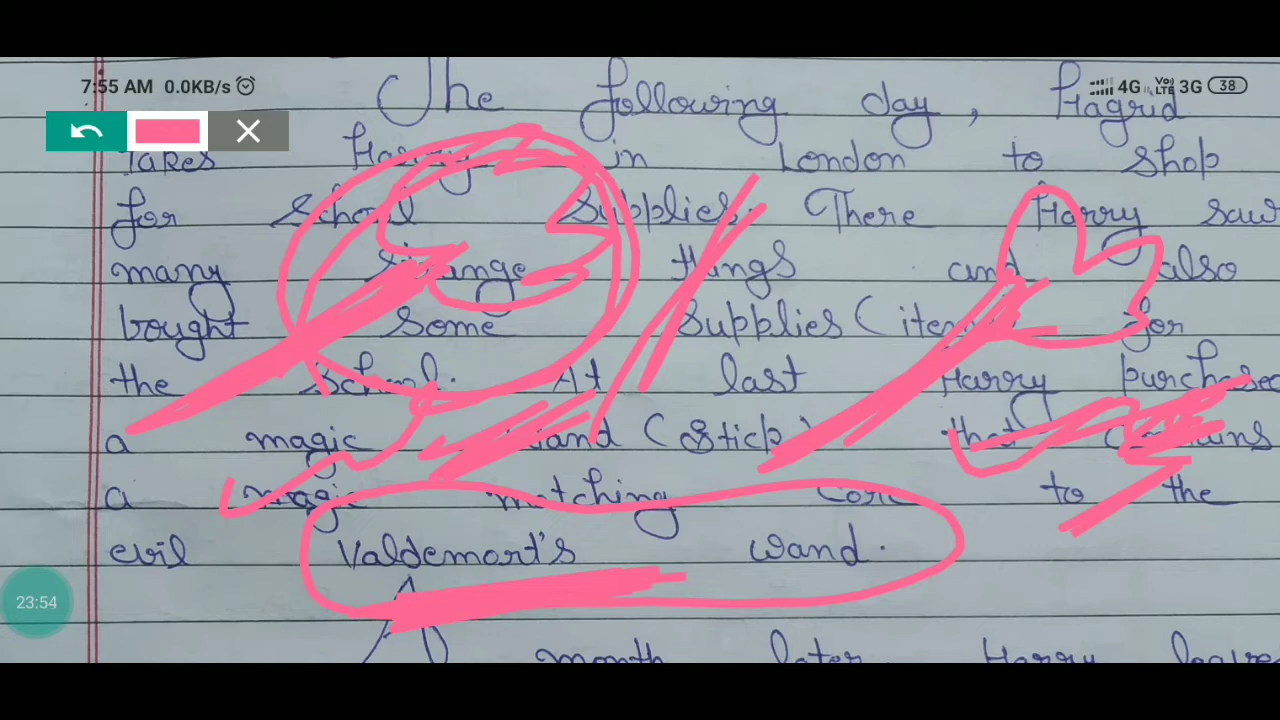 7:55 AM 0.0KB/s 4G Vo) LTE 3G 38
The following day, Hagrid
Takes Harry in London to shop
for School Supplies. There Harry saw
many strange things and also
bought Some Supplies (items) for
the School. At last Harry purchased
a magic wand (Stick) that contains
a magic matching Core to the
evil Valdemort's wand.
23:54
A month later Harry leaves